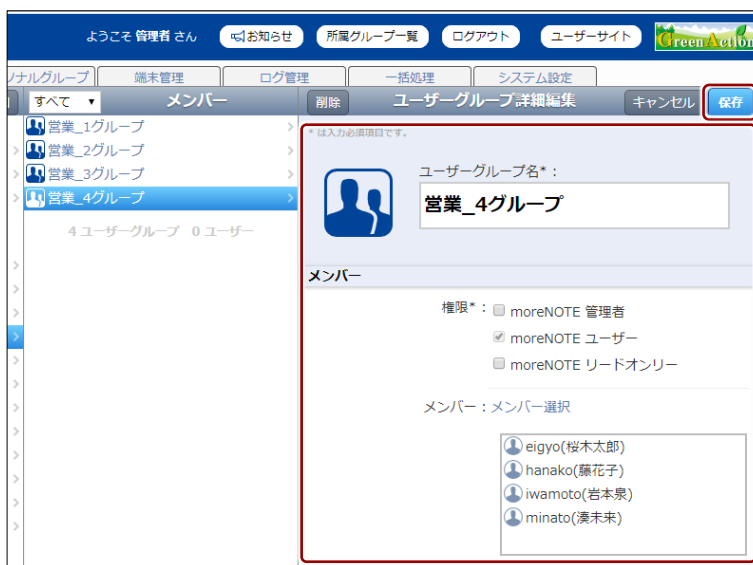 ようこそ 管理者 さん
お知らせ
所属グループ一覧
ログアウト
ユーザーサイト
Green Action
ソナルグループ
端末管理
ログ管理
一括処理
システム設定
すべて ▼
メンバー
削除
ユーザーグループ詳細編集
キャンセル
保存
営業_1グループ
営業_2グループ
営業_3グループ
営業_4グループ
4 ユーザーグループ 0 ユーザー
* は入力必須項目です。
ユーザーグループ名*：
営業_4グループ
メンバー
権限*：
moreNOTE 管理者
moreNOTE ユーザー
moreNOTE リードオンリー
メンバー：メンバー選択
eigyo(桜木太郎)
hanako(藤花子)
iwamoto(岩本泉)
minato(湊未来)